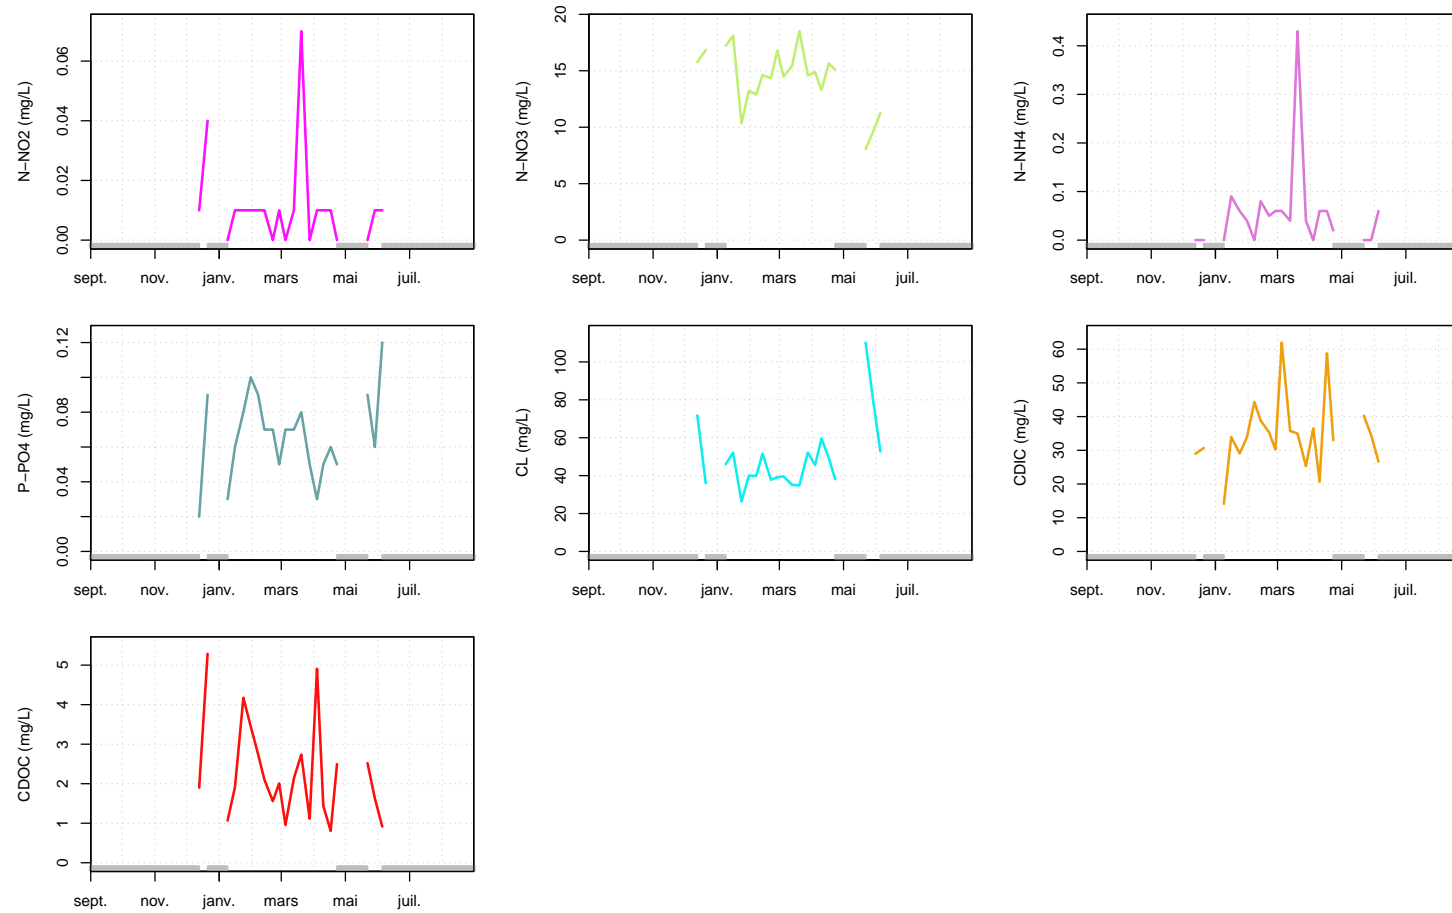 N−NO2 (mg/L)
0.00 0.02 0.04 0.06
sept. nov. janv. mars mai juil.
N−NO3 (mg/L)
0 5 10 15 20
sept. nov. janv. mars mai juil.
N−NH4 (mg/L)
0.0 0.1 0.2 0.3 0.4
sept. nov. janv. mars mai juil.
P−PO4 (mg/L)
0.00 0.04 0.08 0.12
sept. nov. janv. mars mai juil.
CL (mg/L)
0 20 40 60 80 100
sept. nov. janv. mars mai juil.
CDIC (mg/L)
0 10 20 30 40 50 60
sept. nov. janv. mars mai juil.
CDOC (mg/L)
0 1 2 3 4 5
sept. nov. janv. mars mai juil.